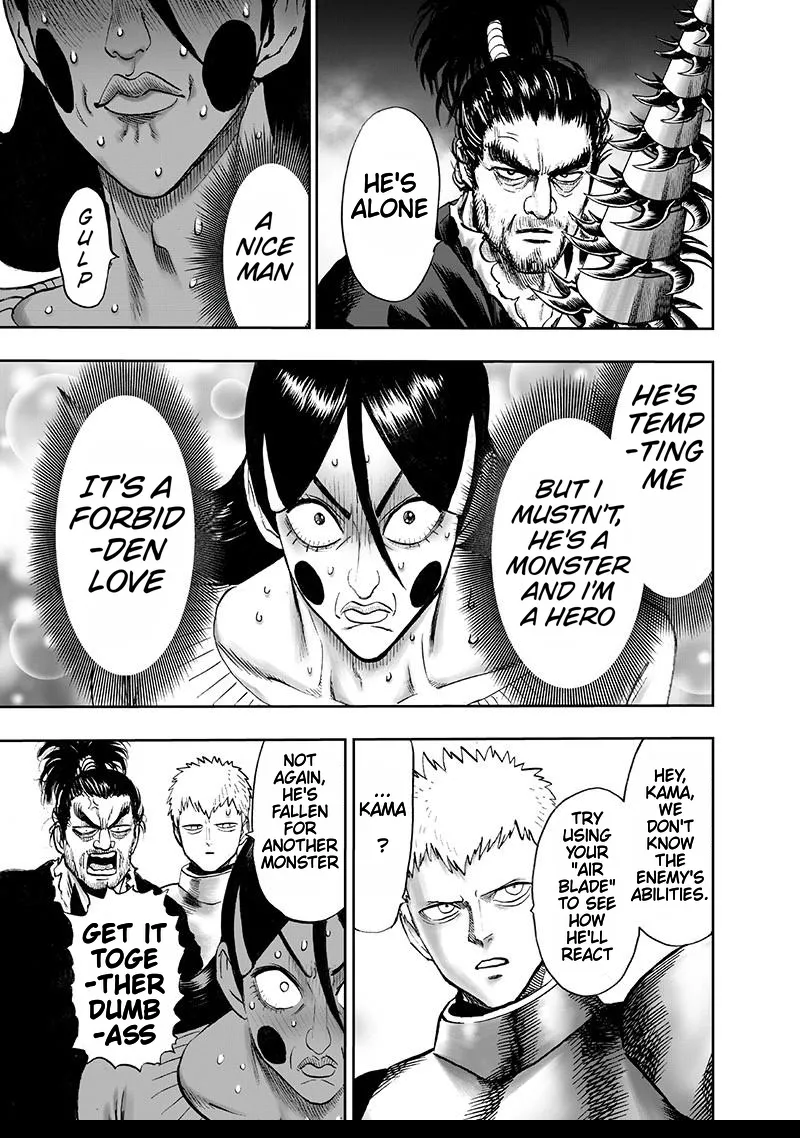 HE'S
ALONE
A
NICE
MAN
GULP
HE'S
TEMP
-TING
ME
BUT I
MUSTN'T,
HE'S A
MONSTER
AND I'M
A HERO
IT'S A
FORBID
-DEN
LOVE
HEY,
KAMA,
WE
DON'T
KNOW
THE
ENEMY'S
ABILITIES.
TRY
USING
YOUR
"AIR
BLADE"
TO SEE
HOW
HE'LL
REACT
...
KAMA
?
NOT
AGAIN,
HE'S
FALLEN
FOR
ANOTHER
MONSTER
GET IT
TOGE
-THER
DUMB
-ASS